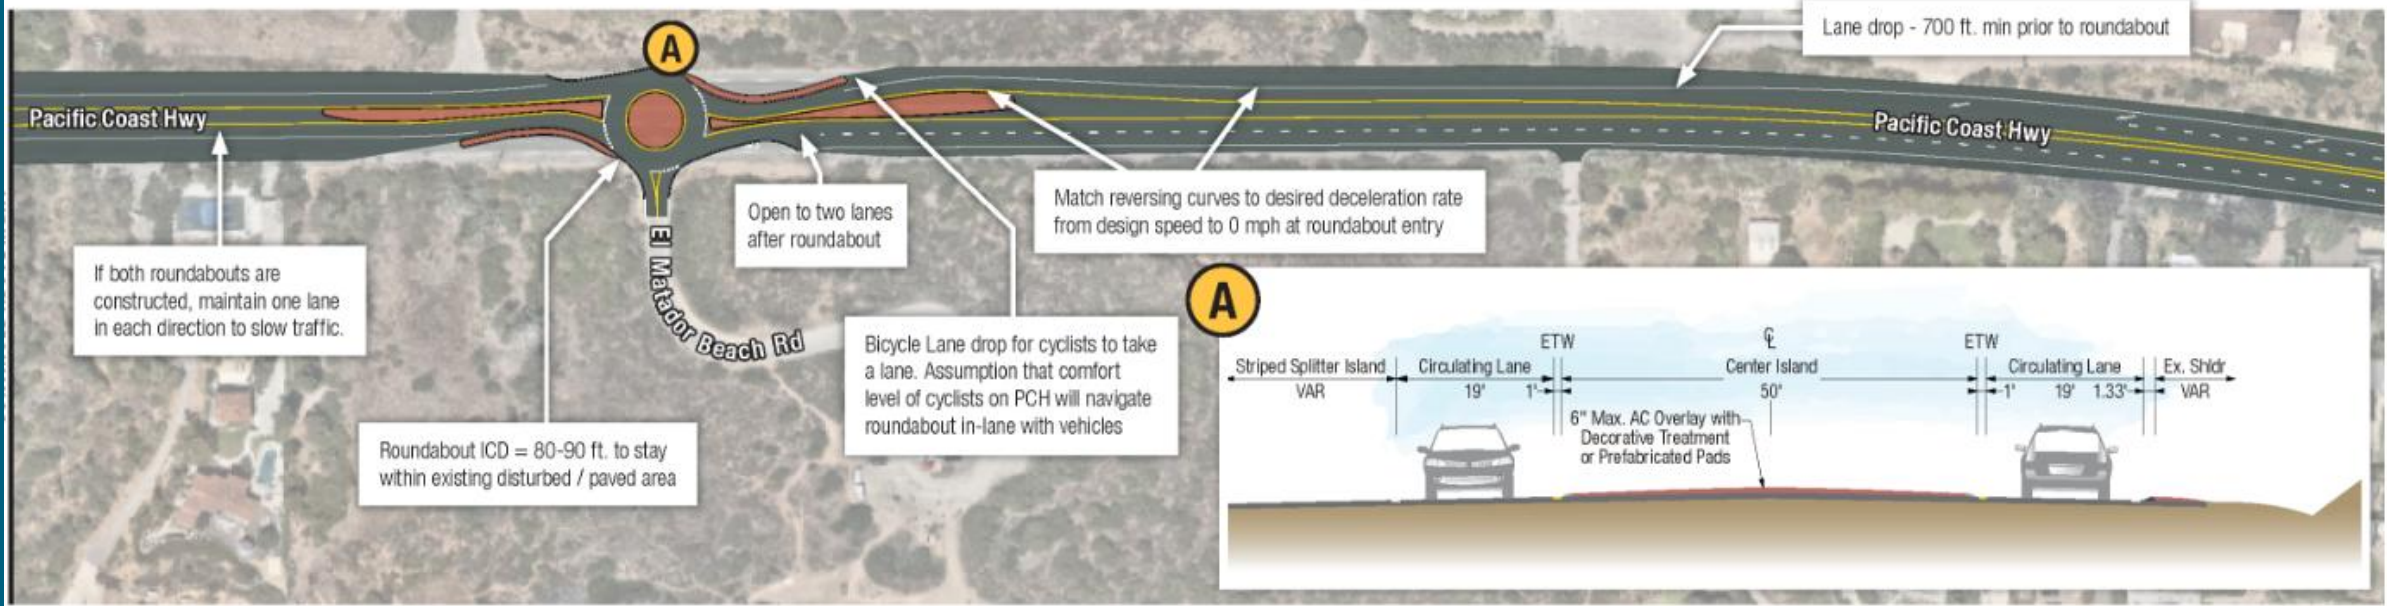 A
Lane drop - 700 ft. min prior to roundabout
Pacific Coast Hwy
Pacific Coast Hwy
Match reversing curves to desired deceleration rate
from design speed to 0 mph at roundabout entry
Open to two lanes
after roundabout
If both roundabouts are
constructed, maintain one lane
in each direction to slow traffic.
El Matador Beach Rd
Bicycle Lane drop for cyclists to take
a lane. Assumption that comfort
level of cyclists on PCH will navigate
roundabout in-lane with vehicles
Roundabout ICD = 80-90 ft. to stay
within existing disturbed / paved area
A
ETW ℄ ETW
Striped Splitter Island Circulating Lane Center Island Circulating Lane Ex. Shldr
VAR 19' 1' 50' 1' 19' 1.33' VAR
6" Max. AC Overlay with
Decorative Treatment
or Prefabricated Pads